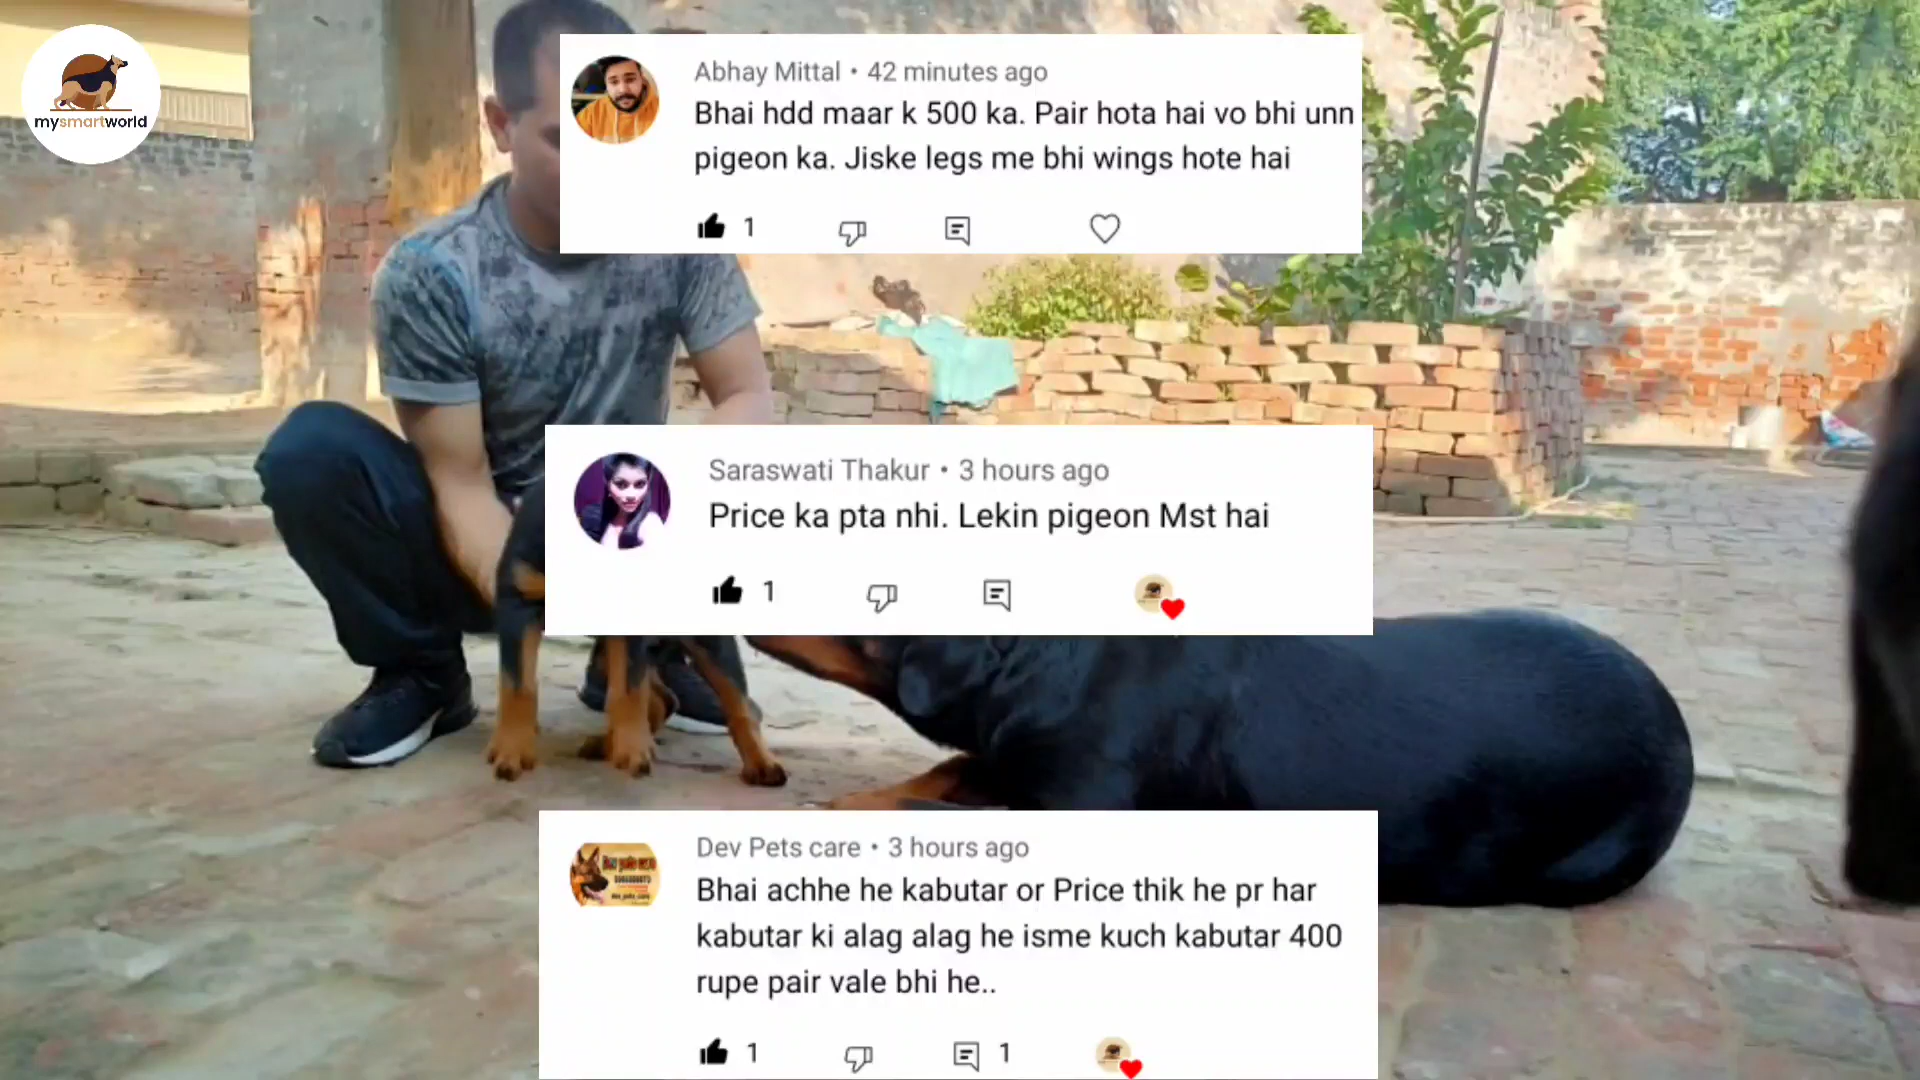 mysmartworld
Abhay Mittal • 42 minutes ago
Bhai hdd maar k 500 ka. Pair hota hai vo bhi unn
pigeon ka. Jiske legs me bhi wings hote hai
1
Saraswati Thakur • 3 hours ago
Price ka pta nhi. Lekin pigeon Mst hai
1
Dev Pets care • 3 hours ago
Bhai achhe he kabutar or Price thik he pr har
kabutar ki alag alag he isme kuch kabutar 400
rupe pair vale bhi he..
1 1